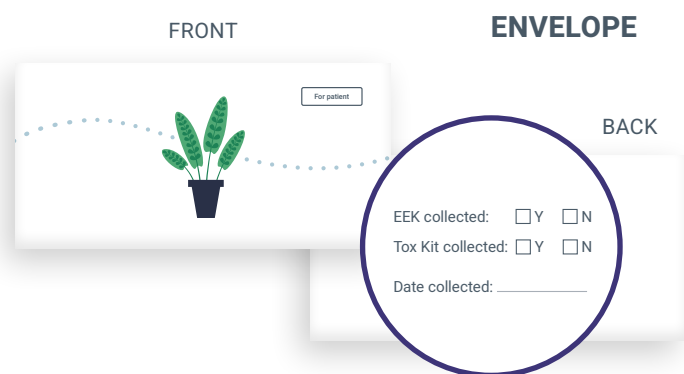 FRONT
ENVELOPE
For patient
BACK
EEK collected: Y N
Tox Kit collected: Y N
Date collected: